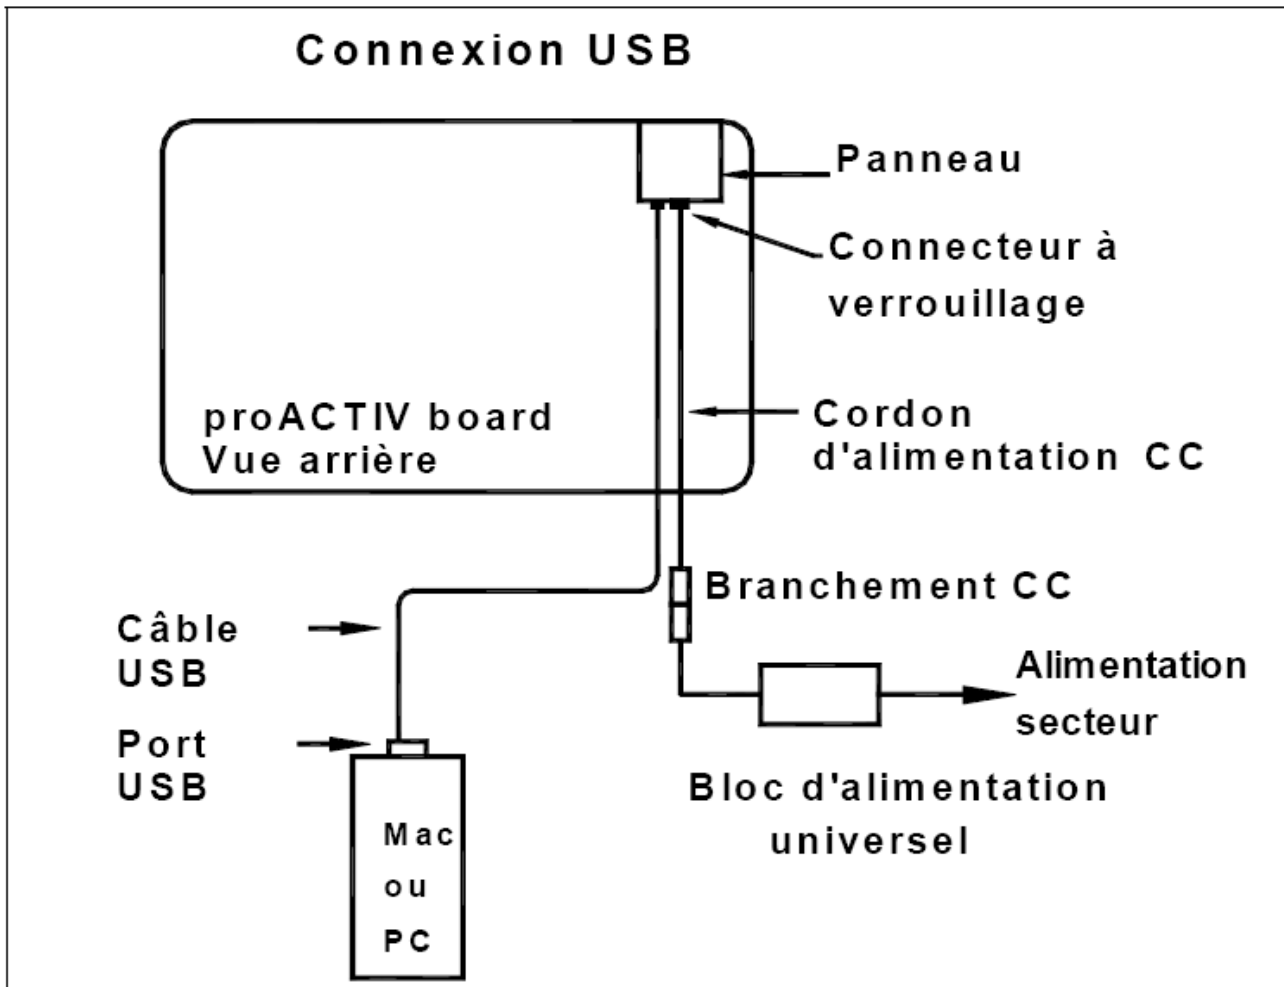 Connexion USB
Panneau
Connecteur à
verrouillage
proACTIV board
Vue arrière
Cordon
d'alimentation CC
Branchement CC
Câble
USB
Alimentation
secteur
Port
USB
Bloc d'alimentation
universel
Mac
ou
PC